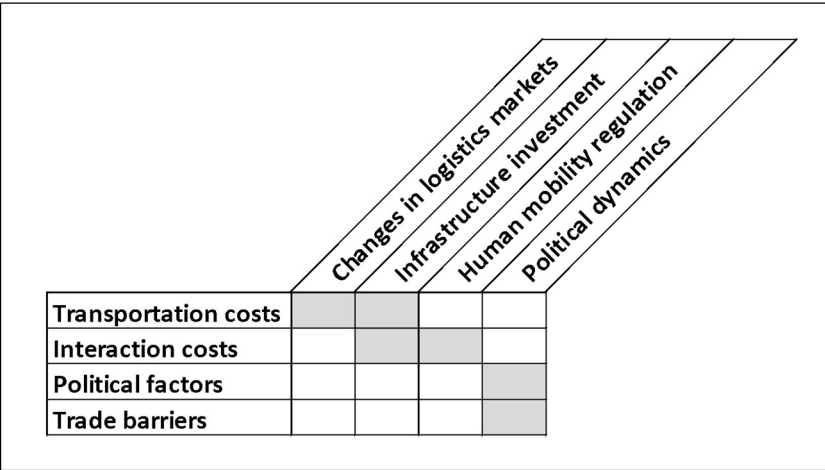 Changes in logistics markets
Infrastructure investment
Human mobility regulation
Political dynamics
Transportation costs
Interaction costs
Political factors
Trade barriers